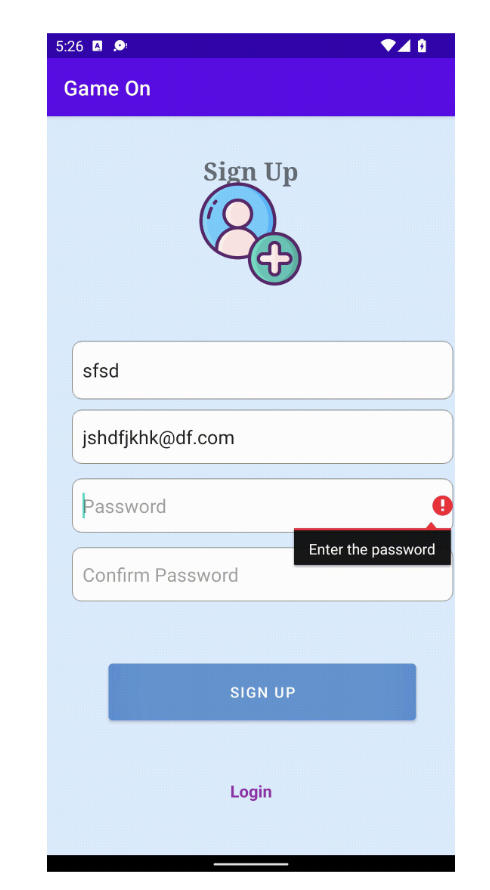 5:26
Game On
Sign Up
sfsd
jshdfjkhk@df.com
Password
Enter the password
Confirm Password
SIGN UP
Login